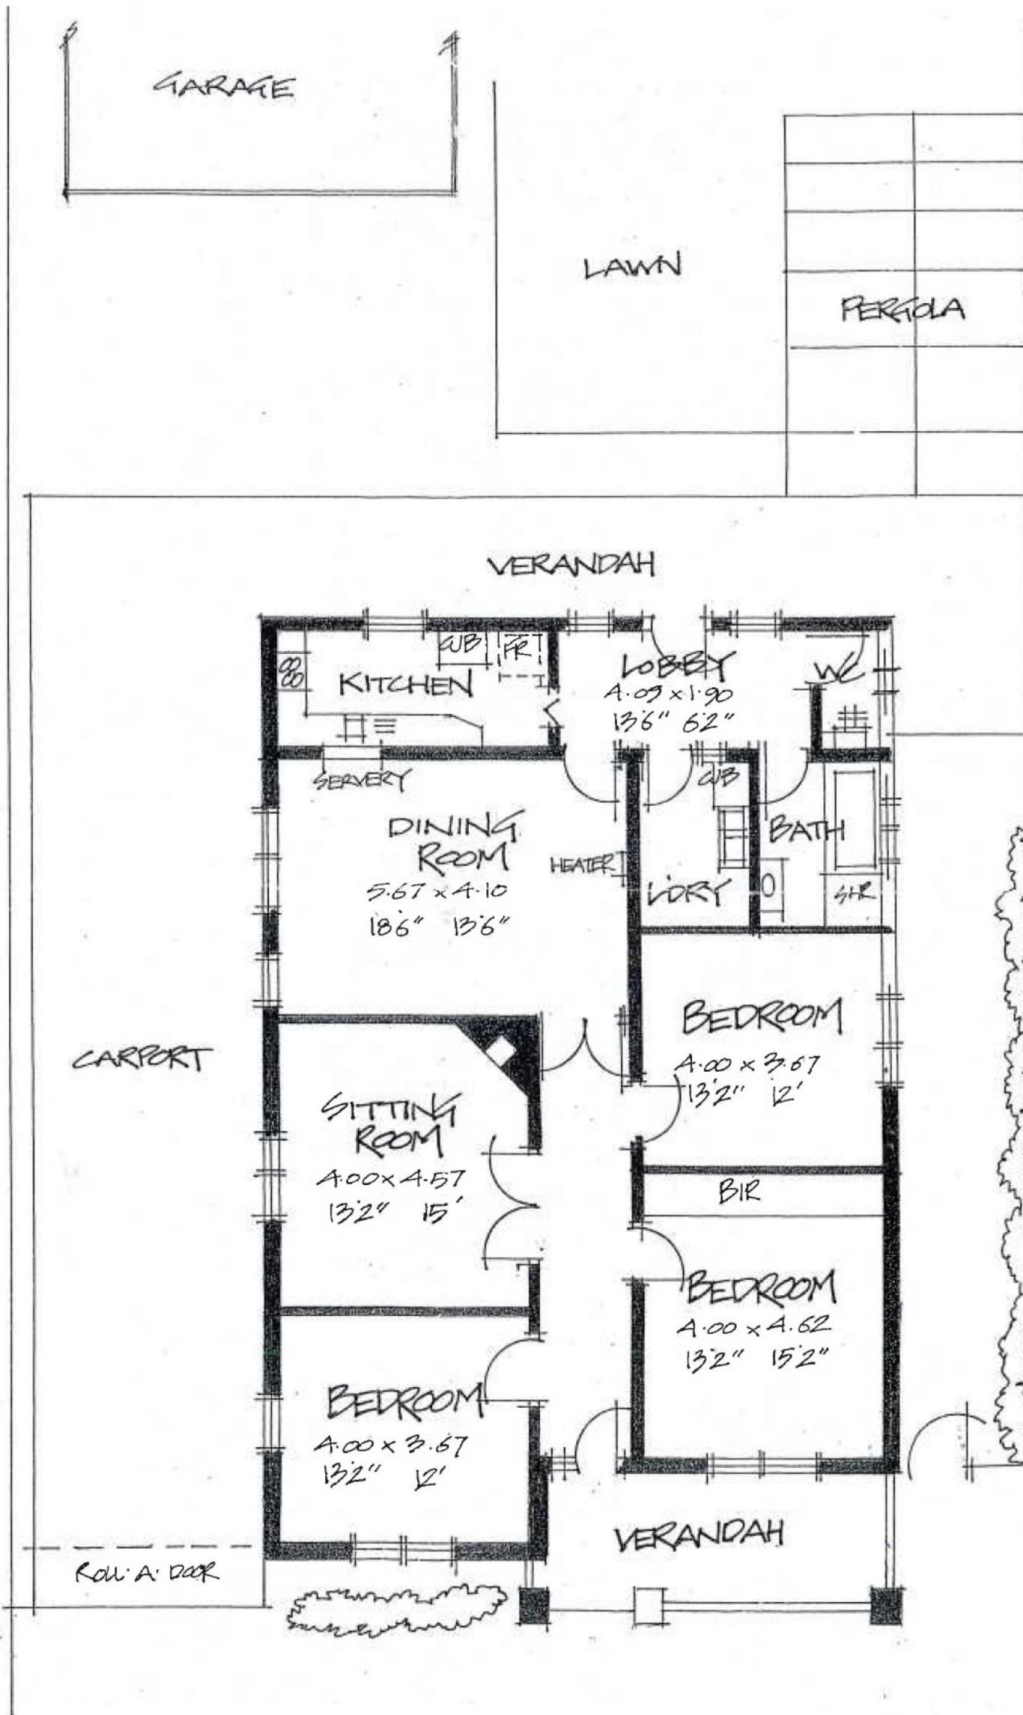 GARAGE
LAWN
PERGOLA
VERANDAH
CUB
FR
KITCHEN
LOBBY
4.09 x 1.90
13'6" 6'2"
WC
SERVERY
CUB
DINING
ROOM
5.67 x 4.10
18'6" 13'6"
HEATER
L'DRY
BATH
SHR
BEDROOM
4.00 x 3.67
13'2" 12'
CARPORT
SITTING
ROOM
4.00 x 4.57
13'2" 15'
BIR
BEDROOM
4.00 x 4.62
13'2" 15'2"
BEDROOM
4.00 x 3.67
13'2" 12'
VERANDAH
ROLL·A·DOOR